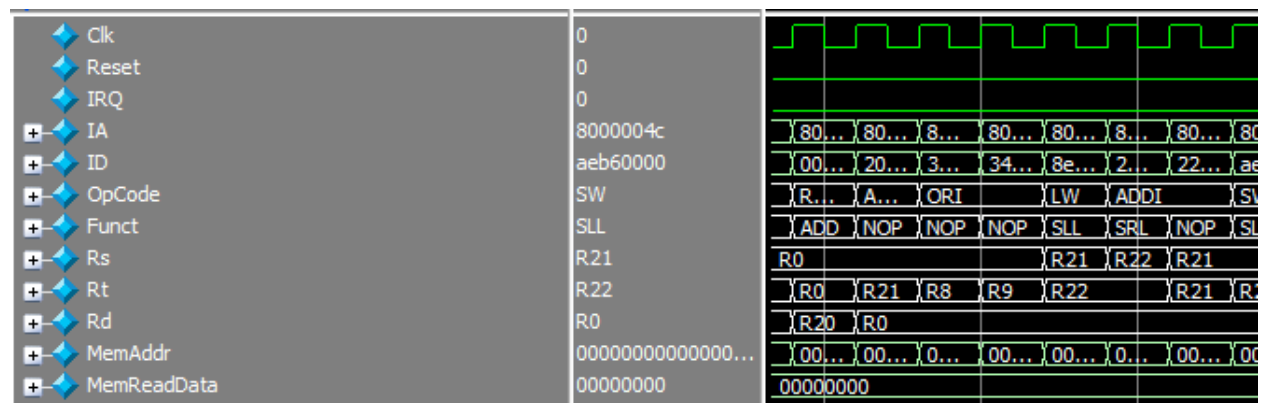 Clk 0
Reset 0
IRQ 0
IA 8000004c 80... 80... 8... 80... 80... 8... 80... 80
ID aeb60000 00... 20... 3... 34... 8e... 2... 22... ae
OpCode SW R... A... ORI LW ADDI SW
Funct SLL ADD NOP NOP NOP SLL SRL NOP SL
Rs R21 R0 R21 R22 R21
Rt R22 R0 R21 R8 R9 R22 R21 R2
Rd R0 R20 R0
MemAddr 00000000000000... 00... 00... 0... 00... 00... 0... 00... 00
MemReadData 00000000 00000000